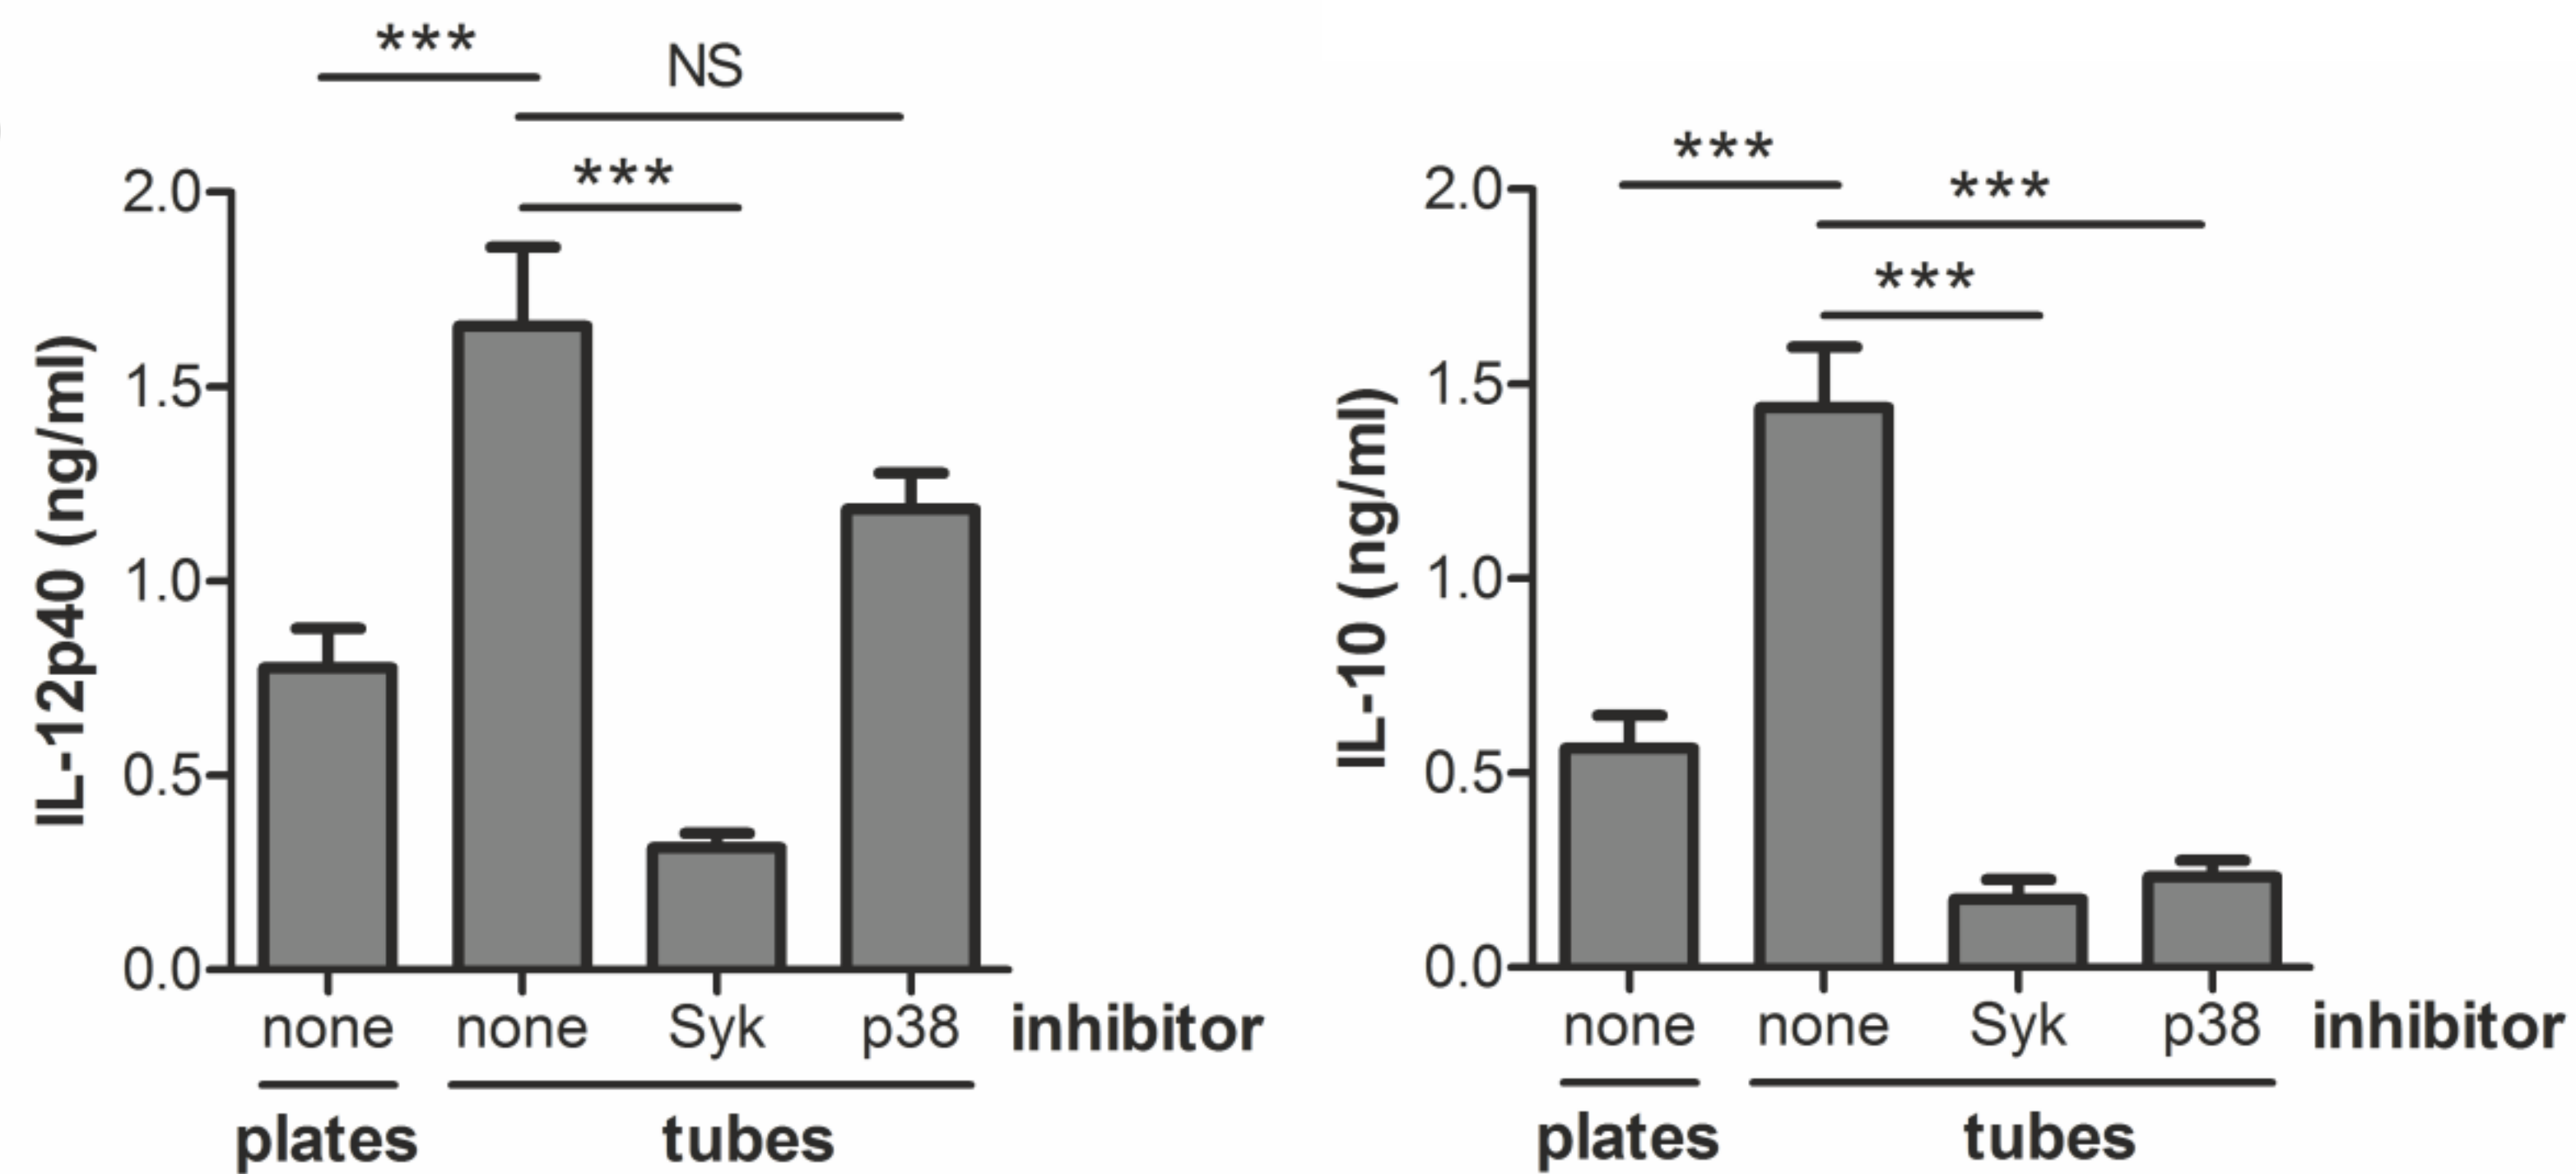 ***
NS
***
IL-12p40 (ng/ml)
2.0
1.5
1.0
0.5
0.0
none none Syk p38 inhibitor
plates tubes
***
***
***
IL-10 (ng/ml)
2.0
1.5
1.0
0.5
0.0
none none Syk p38 inhibitor
plates tubes